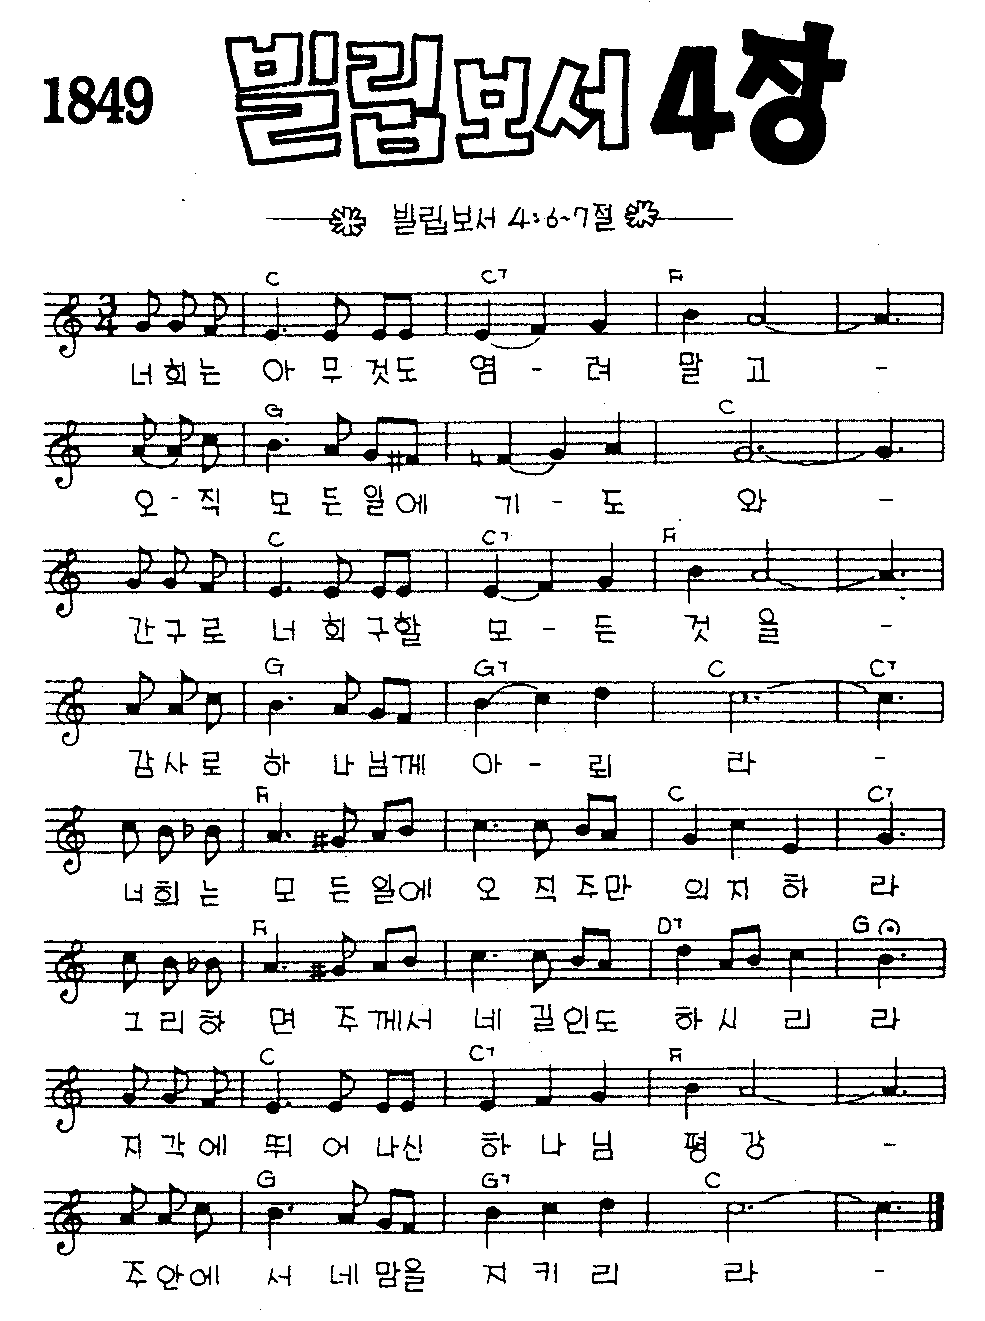 1849 빌립보서 4장
빌립보서 4:6~7절
C C7 F
너희는 아 무 것도 염 - 려 말 고 -
G C
오 - 직 모 든 일에 기 - 도 와 -
C C7 F
간구로 너 희 구할 모 - 든 것 을 -
G G7 C C7
감사로 하 나님께 아 - 뢰 라 -
F C C7
너희는 모 든 일에 오 직 주만 의 지 하 라
F D7 G
그리하 면 주께서 네 길인도 하 시 리 라
C C7 F
지각에 뛰 어 나신 하 나 님 평 강 -
G G7 C
주안에 서 네 맘을 지 키 리 라 -